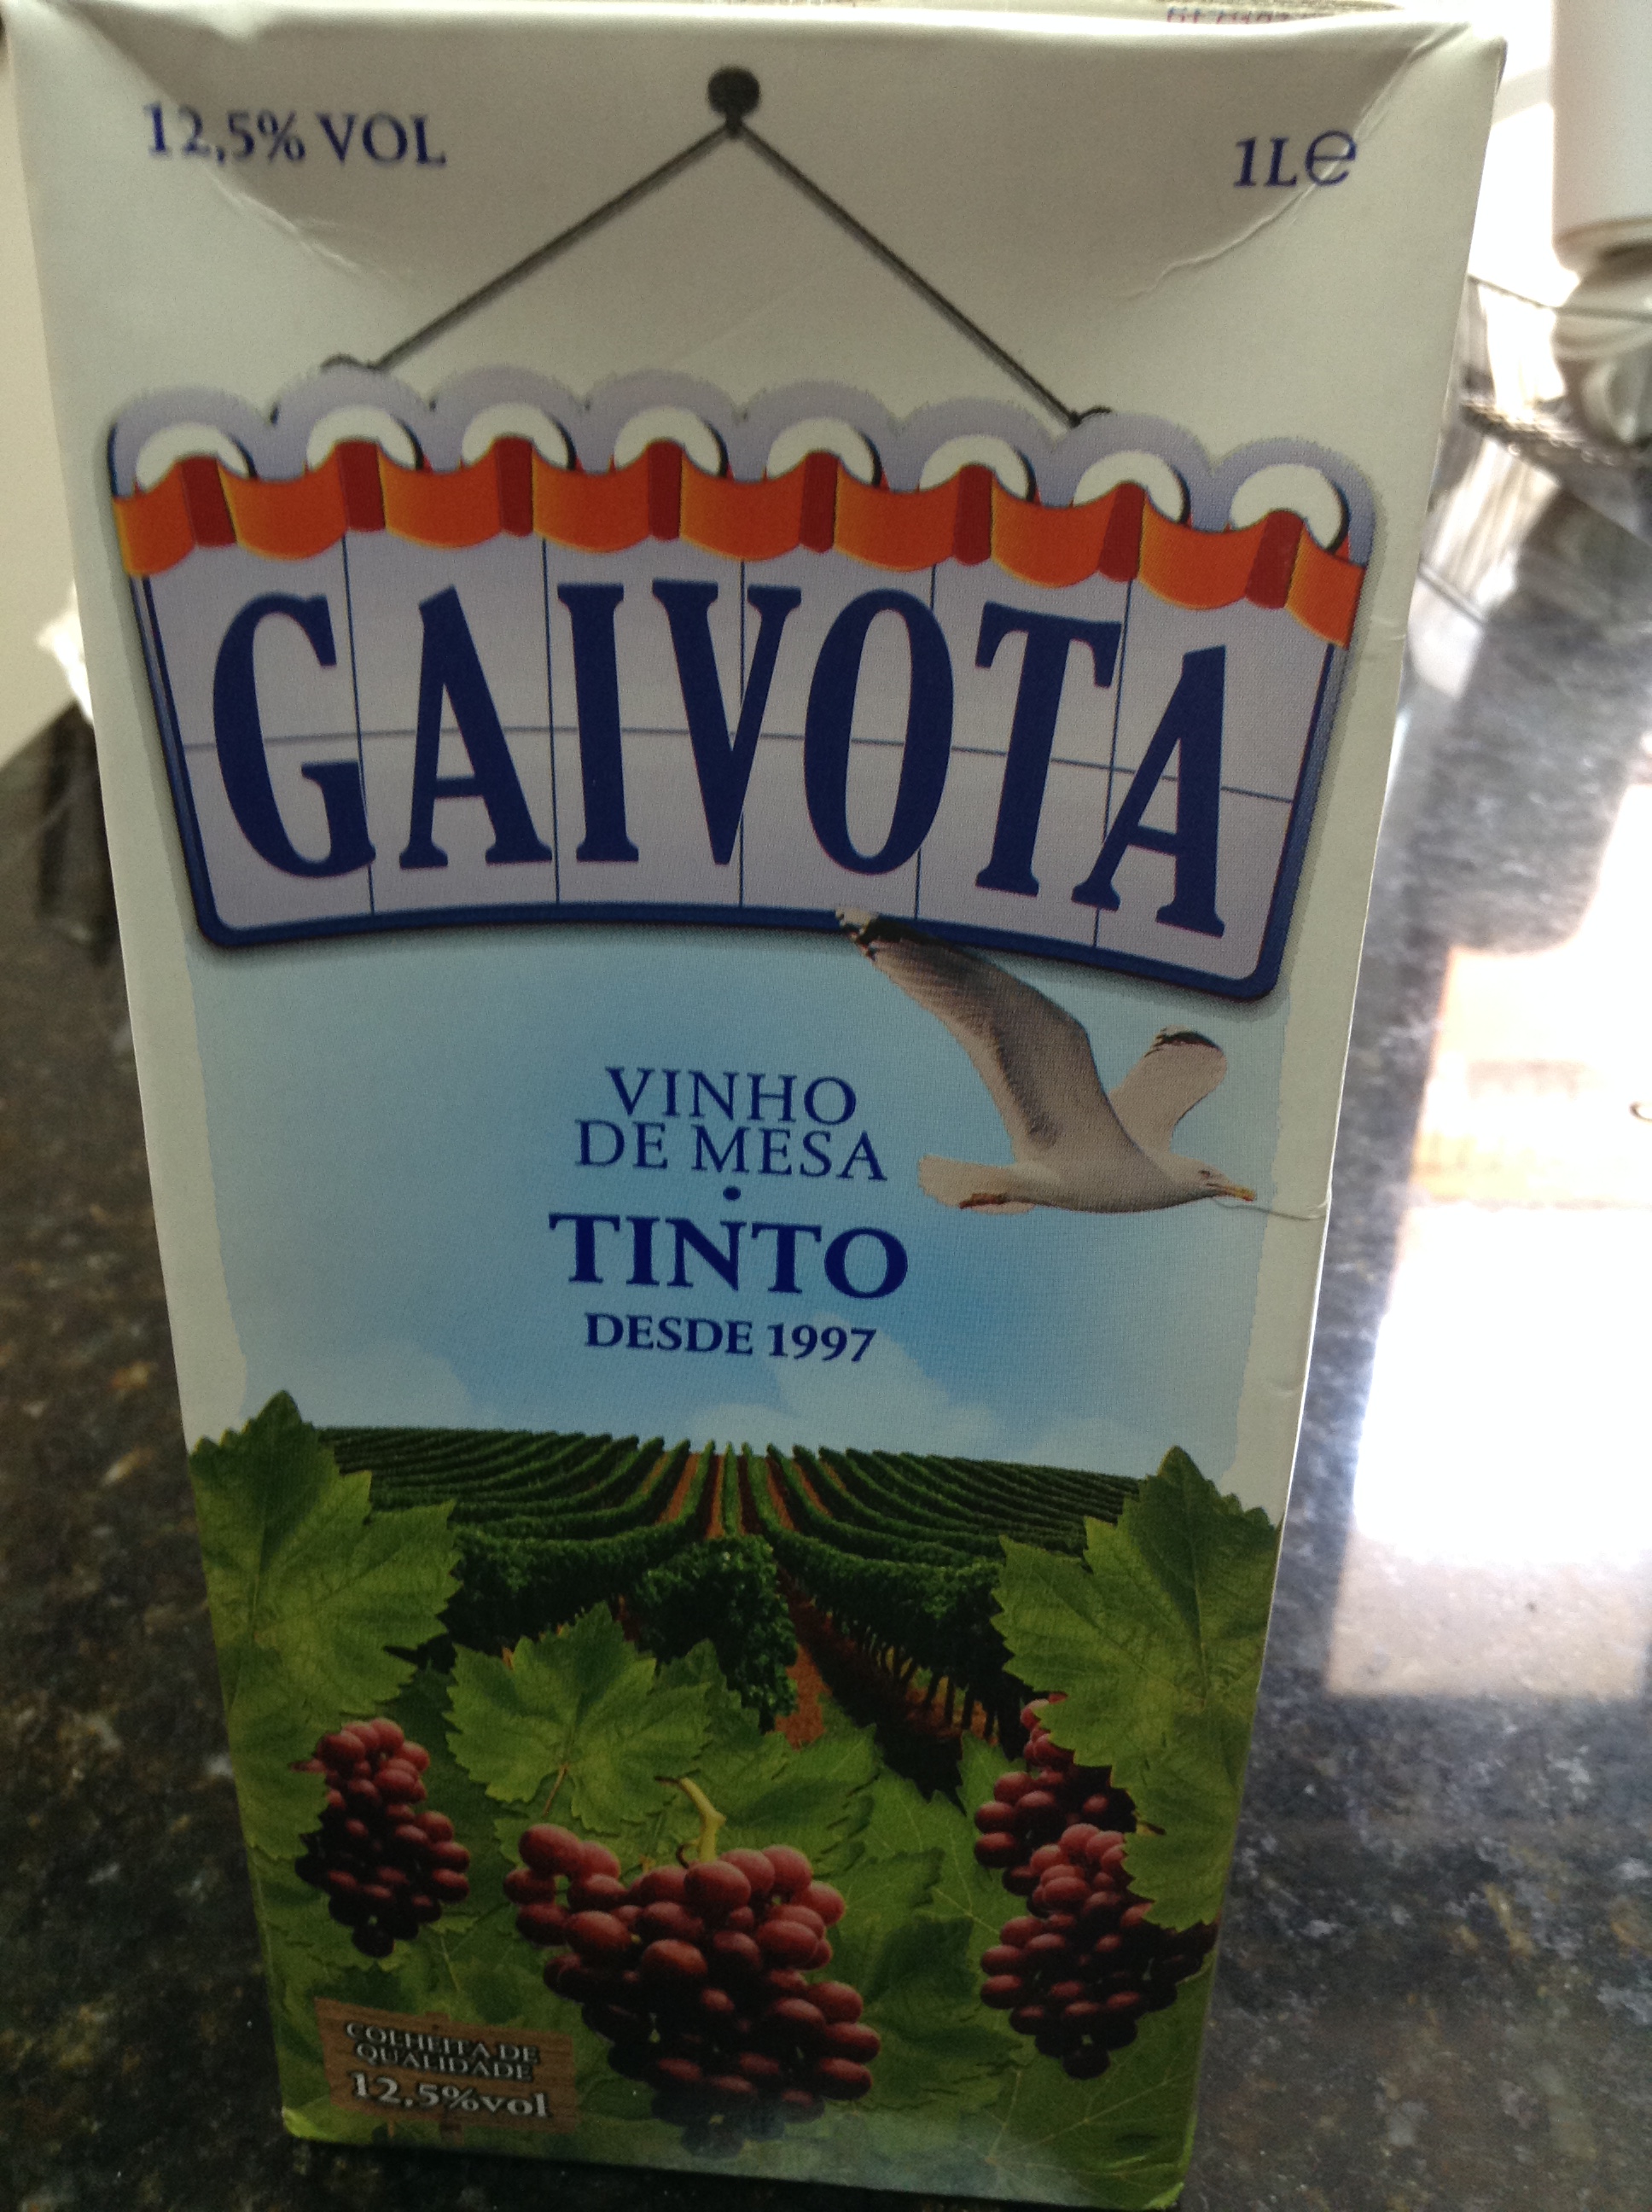 12,5% VOL
1L℮
GAIVOTA
VINHO
DE MESA
•
TINTO
DESDE 1997
COLHEITA DE
QUALIDADE
12,5%vol